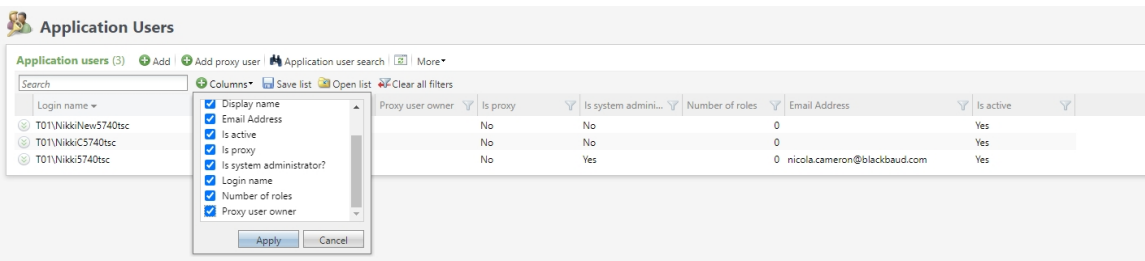 Application Users
Application users (3) Add Add proxy user Application user search More
Search Columns Save list Open list Clear all filters
Login name Proxy user owner Is proxy Is system admini... Number of roles Email Address Is active
T01\NikkiNew5740tsc No No 0 Yes
T01\NikkiC5740tsc No No 0 Yes
T01\Nikki5740tsc No Yes 0 nicola.cameron@blackbaud.com Yes
Display name
Email Address
Is active
Is proxy
Is system administrator?
Login name
Number of roles
Proxy user owner
Apply Cancel